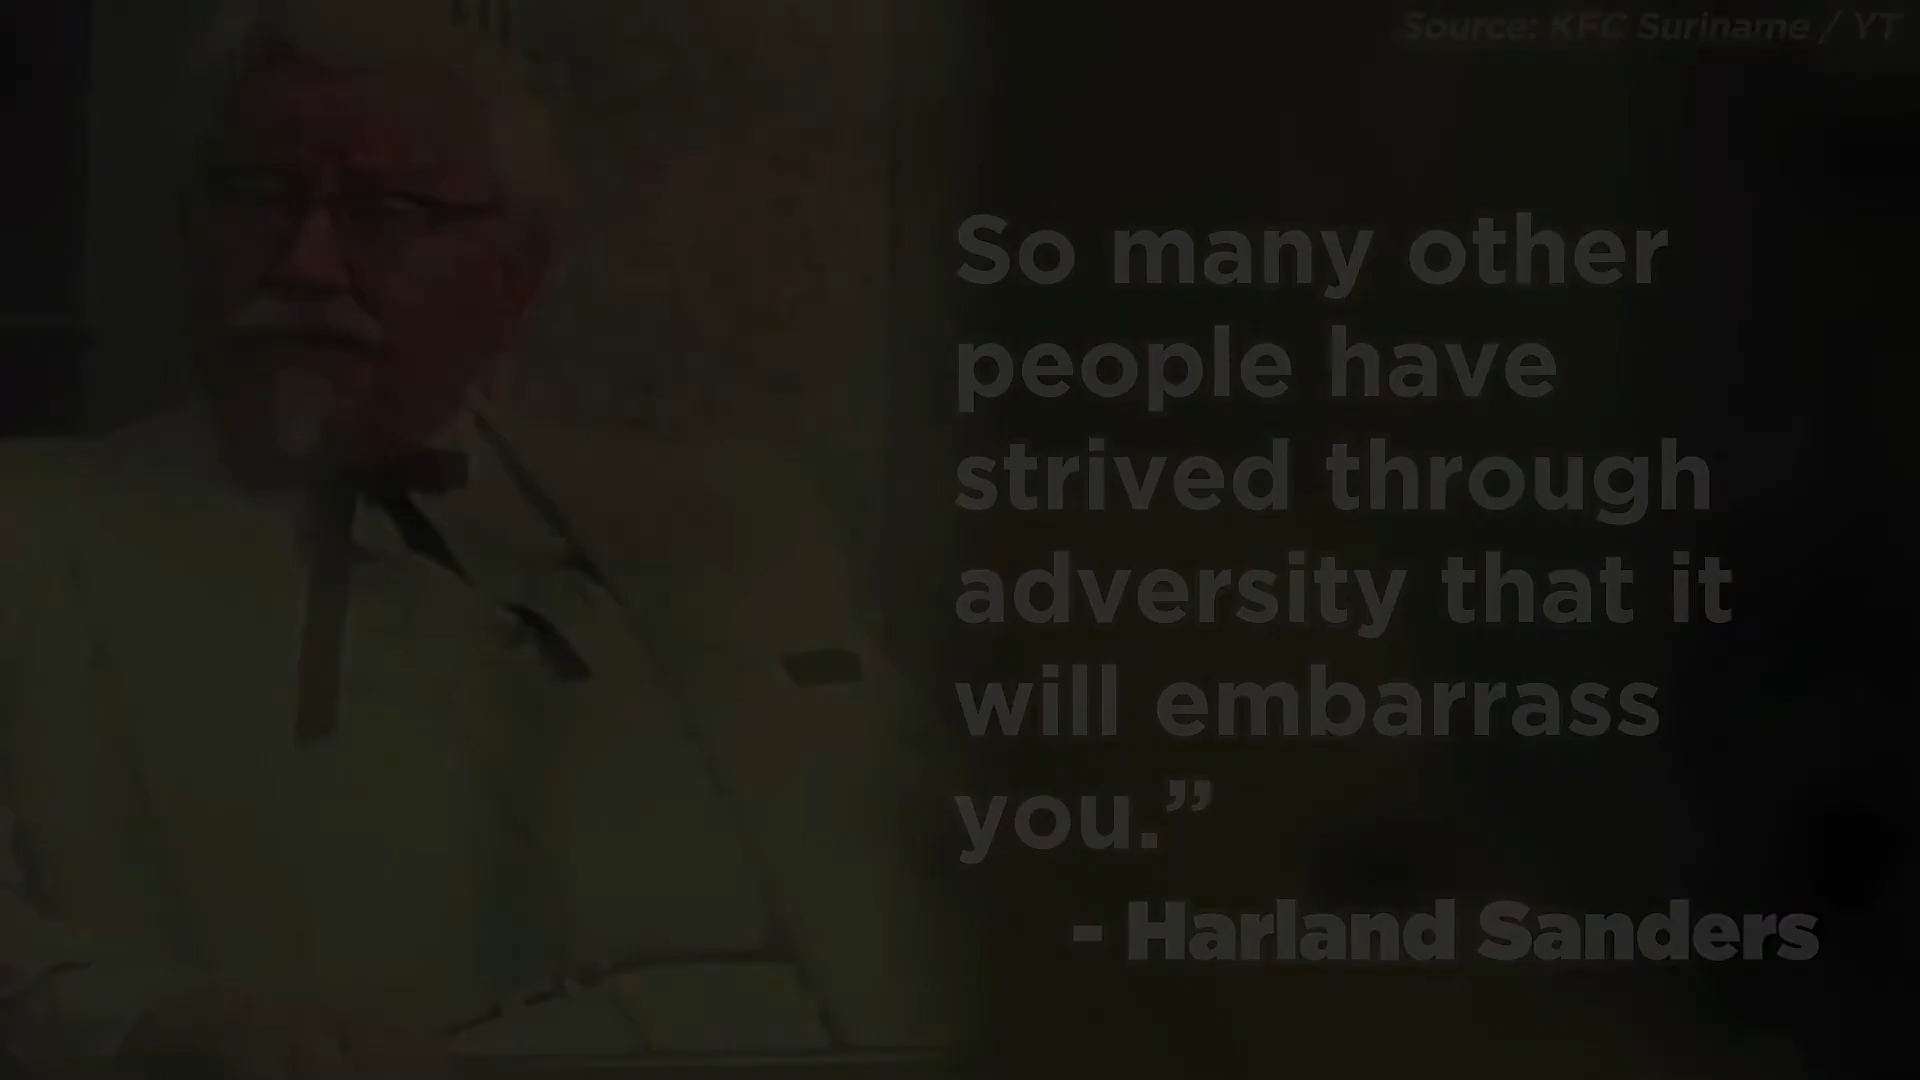 Source: KFC Suriname / YT
So many other
people have
strived through
adversity that it
will embarrass
you.”
- Harland Sanders